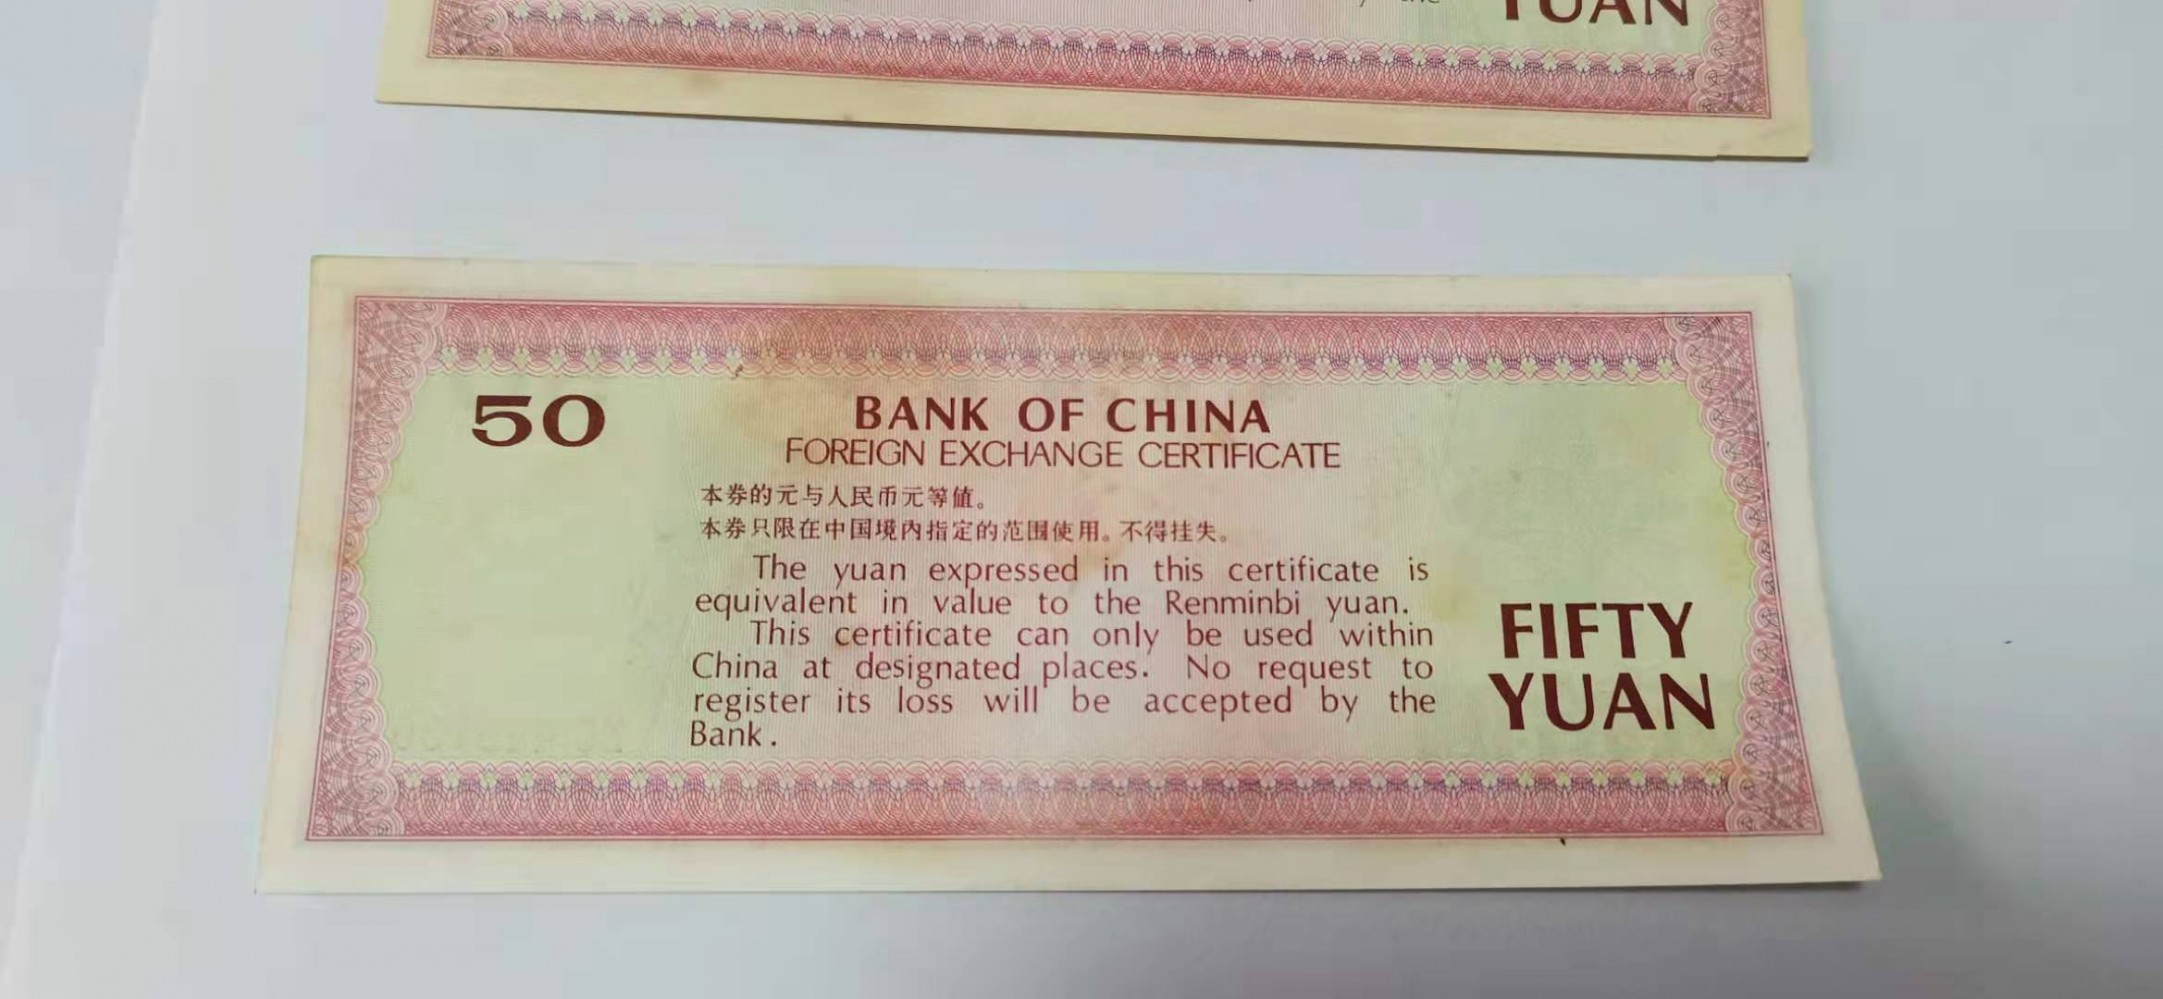 the
YUAN
50
BANK OF CHINA
FOREIGN EXCHANGE CERTIFICATE
本券的元与人民币元等值。
本券只限在中国境内指定的范围使用。不得挂失。
The yuan expressed in this certificate is
equivalent in value to the Renminbi yuan.
This certificate can only be used within
China at designated places. No request to
register its loss will be accepted by the
Bank.
FIFTY
YUAN